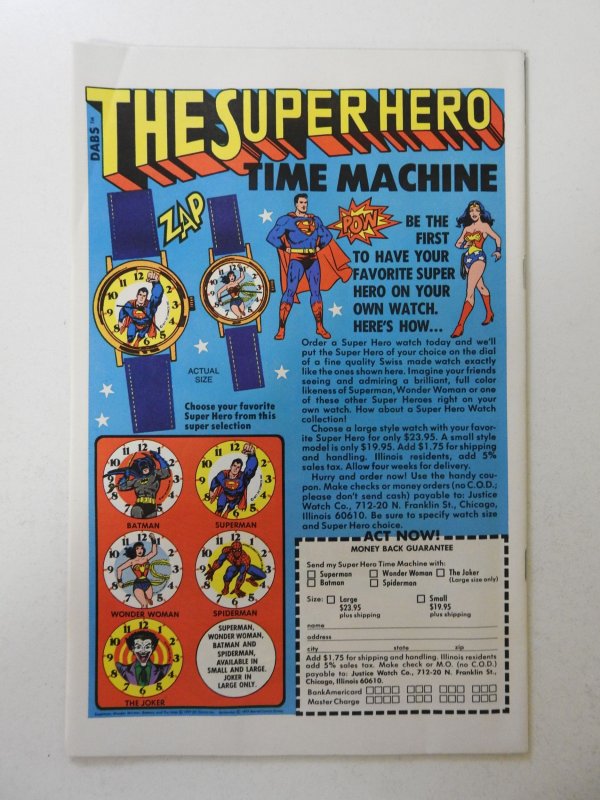 DABS™
THE SUPER HERO
TIME MACHINE
ZAP
POW
BE THE
FIRST
TO HAVE YOUR
FAVORITE SUPER
HERO ON YOUR
OWN WATCH.
HERE'S HOW...
ACTUAL
SIZE
Choose your favorite
Super Hero from this
super selection
Order a Super Hero watch today and we'll
put the Super Hero of your choice on the dial
of a fine quality Swiss made watch exactly
like the ones shown here. Imagine your friends
seeing and admiring a brilliant, full color
likeness of Superman, Wonder Woman or one
of these other Super Heroes right on your
own watch. How about a Super Hero Watch
collection!
Choose a large style watch with your favor-
ite Super Hero for only $23.95. A small style
model is only $19.95. Add $1.75 for shipping
and handling. Illinois residents, add 5%
sales tax. Allow four weeks for delivery.
Hurry and order now! Use the handy cou-
pon. Make checks or money orders (no C.O.D.;
please don't send cash) payable to: Justice
Watch Co., 712-20 N. Franklin St., Chicago,
Illinois 60610. Be sure to specify watch size
and Super Hero choice.
BATMAN
SUPERMAN
WONDER WOMAN
SPIDERMAN
THE JOKER
SUPERMAN,
WONDER WOMAN,
BATMAN AND
SPIDERMAN,
AVAILABLE IN
SMALL AND LARGE.
JOKER IN
LARGE ONLY.
ACT NOW!
MONEY BACK GUARANTEE
Send my Super Hero Time Machine with:
Superman Wonder Woman The Joker
Batman Spiderman (Large size only)
Size: Large Small
$23.95 $19.95
plus shipping plus shipping
name
address
city state zip
Add $1.75 for shipping and handling. Illinois residents
add 5% sales tax. Make check or M.O. (no C.O.D.)
payable to: Justice Watch Co., 712-20 N. Franklin St.,
Chicago, Illinois 60610.
BankAmericard
Master Charge